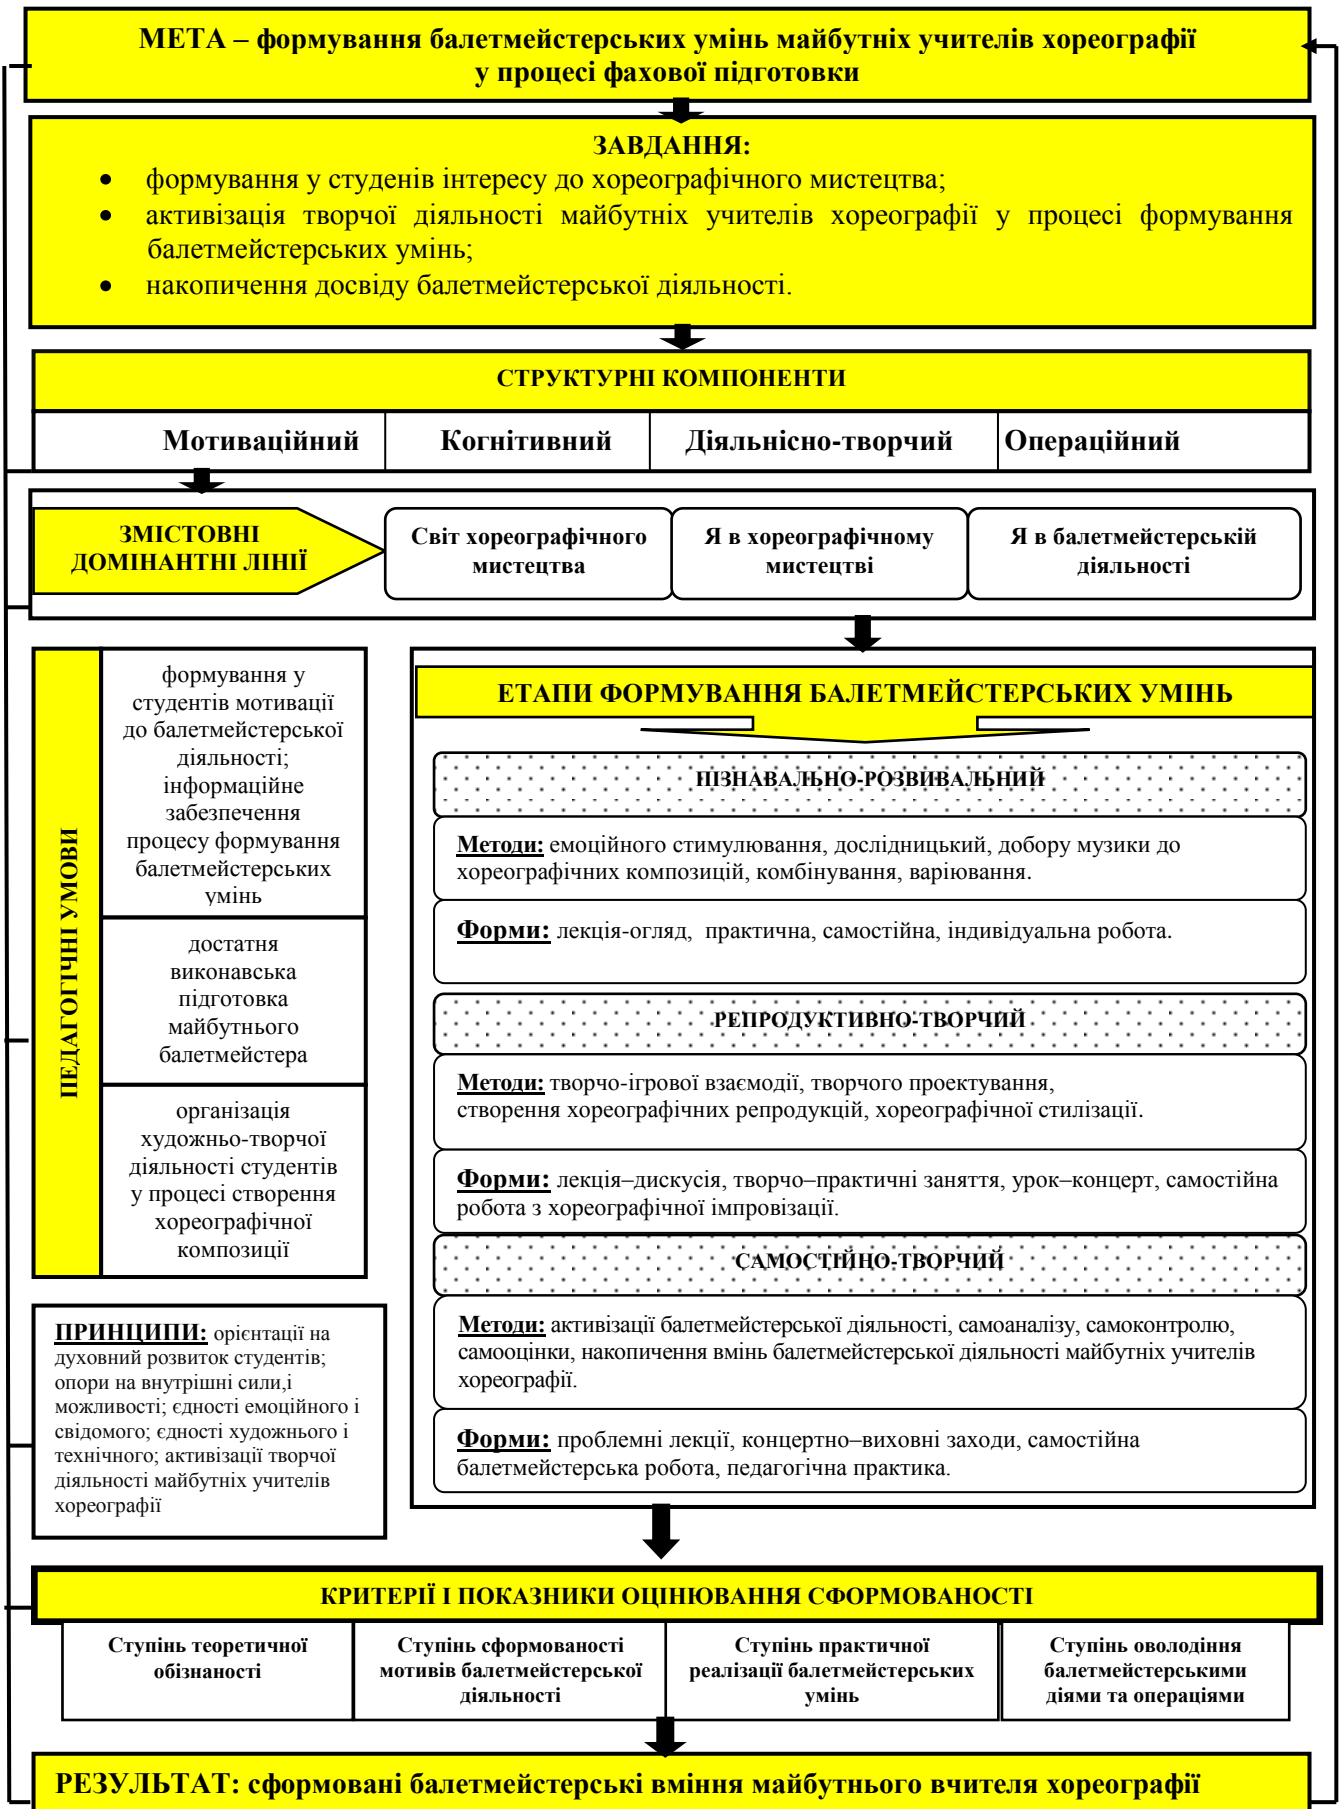 МЕТА – формування балетмейстерських умінь майбутніх учителів хореографії
у процесі фахової підготовки
ЗАВДАННЯ:
• формування у студенів інтересу до хореографічного мистецтва;
• активізація творчої діяльності майбутніх учителів хореографії у процесі формування
балетмейстерських умінь;
• накопичення досвіду балетмейстерської діяльності.
СТРУКТУРНІ КОМПОНЕНТИ
Мотиваційний Когнітивний Діяльнісно-творчий Операційний
ЗМІСТОВНІ
ДОМІНАНТНІ ЛІНІЇ
Світ хореографічного
мистецтва
Я в хореографічному
мистецтві
Я в балетмейстерській
діяльності
ПЕДАГОГІЧНІ УМОВИ
формування у
студентів мотивації
до балетмейстерської
діяльності;
інформаційне
забезпечення
процесу формування
балетмейстерських
умінь
достатня
виконавська
підготовка
майбутнього
балетмейстера
організація
художньо-творчої
діяльності студентів
у процесі створення
хореографічної
композиції
ПРИНЦИПИ: орієнтації на
духовний розвиток студентів;
опори на внутрішні сили,і
можливості; єдності емоційного і
свідомого; єдності художнього і
технічного; активізації творчої
діяльності майбутніх учителів
хореографії
ЕТАПИ ФОРМУВАННЯ БАЛЕТМЕЙСТЕРСЬКИХ УМІНЬ
ПІЗНАВАЛЬНО-РОЗВИВАЛЬНИЙ
Методи: емоційного стимулювання, дослідницький, добору музики до
хореографічних композицій, комбінування, варіювання.
Форми: лекція-огляд, практична, самостійна, індивідуальна робота.
РЕПРОДУКТИВНО-ТВОРЧИЙ
Методи: творчо-ігрової взаємодії, творчого проектування,
створення хореографічних репродукцій, хореографічної стилізації.
Форми: лекція–дискусія, творчо–практичні заняття, урок–концерт, самостійна
робота з хореографічної імпровізації.
САМОСТІЙНО-ТВОРЧИЙ
Методи: активізації балетмейстерської діяльності, самоаналізу, самоконтролю,
самооцінки, накопичення вмінь балетмейстерської діяльності майбутніх учителів
хореографії.
Форми: проблемні лекції, концертно–виховні заходи, самостійна
балетмейстерська робота, педагогічна практика.
КРИТЕРІЇ І ПОКАЗНИКИ ОЦІНЮВАННЯ СФОРМОВАНОСТІ
Ступінь теоретичної
обізнаності
Ступінь сформованості
мотивів балетмейстерської
діяльності
Ступінь практичної
реалізації балетмейстерських
умінь
Ступінь оволодіння
балетмейстерськими
діями та операціями
РЕЗУЛЬТАТ: сформовані балетмейстерські вміння майбутнього вчителя хореографії